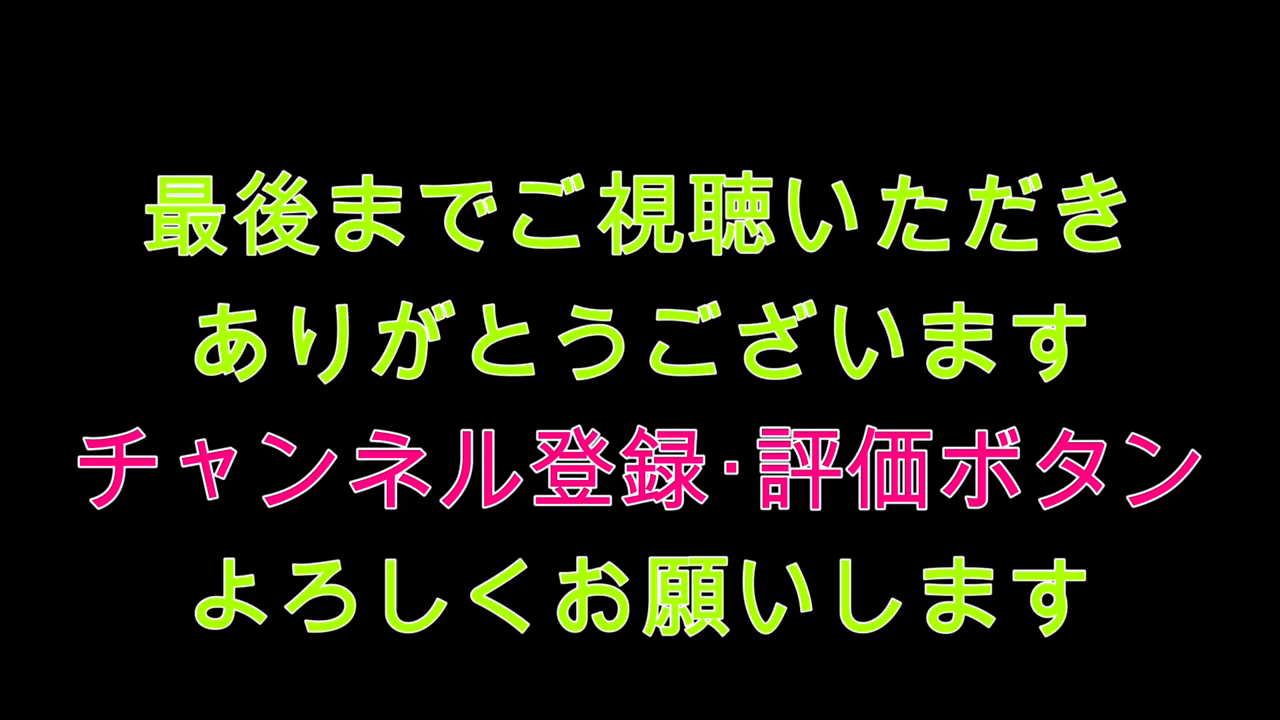 最後までご視聴いただき
ありがとうございます
チャンネル登録・評価ボタン
よろしくお願いします